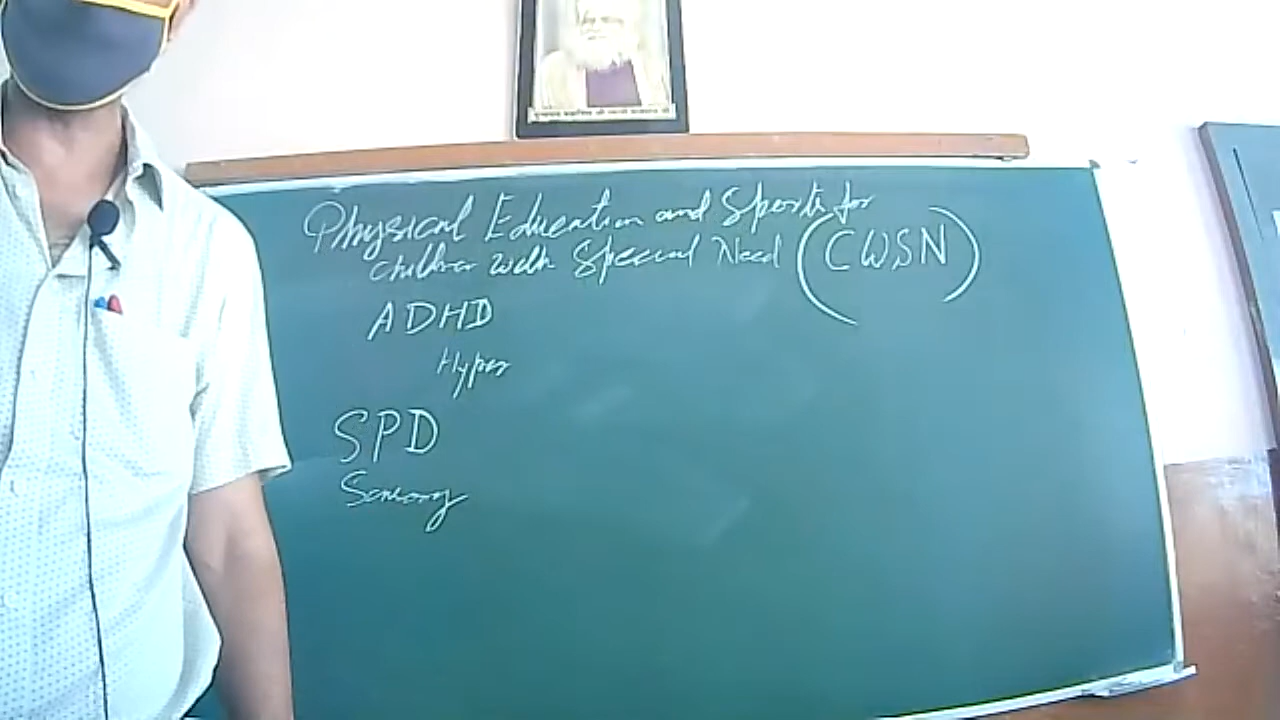 Physical Education and Sports for
children with Special Need (CWSN)
ADHD
Hyper
SPD
Sensory